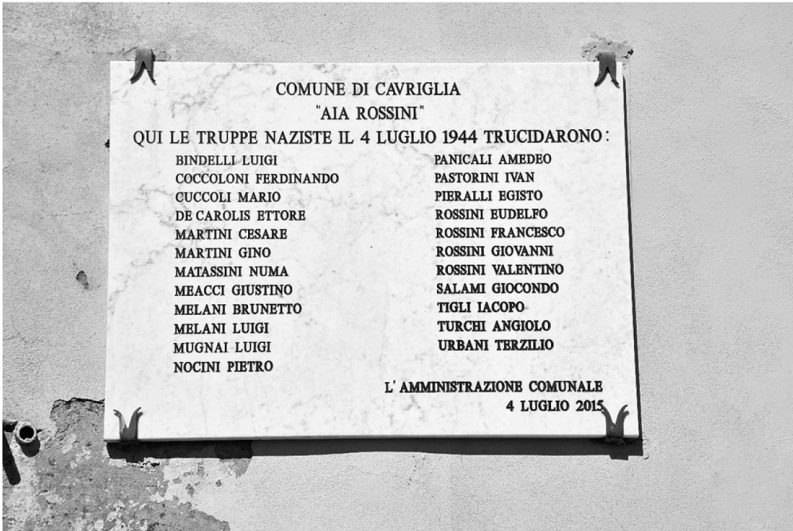 COMUNE DI CAVRIGLIA
"AIA ROSSINI"
QUI LE TRUPPE NAZISTE IL 4 LUGLIO 1944 TRUCIDARONO:
BINDELLI LUIGI
COCCOLONI FERDINANDO
CUCCOLI MARIO
DE CAROLIS ETTORE
MARTINI CESARE
MARTINI GINO
MATASSINI NUMA
MEACCI GIUSTINO
MELANI BRUNETTO
MELANI LUIGI
MUGNAI LUIGI
NOCINI PIETRO
PANICALI AMEDEO
PASTORINI IVAN
PIERALLI EGISTO
ROSSINI EUDELFO
ROSSINI FRANCESCO
ROSSINI GIOVANNI
ROSSINI VALENTINO
SALAMI GIOCONDO
TIGLI IACOPO
TURCHI ANGIOLO
URBANI TERZILIO
L'AMMINISTRAZIONE COMUNALE
4 LUGLIO 2015